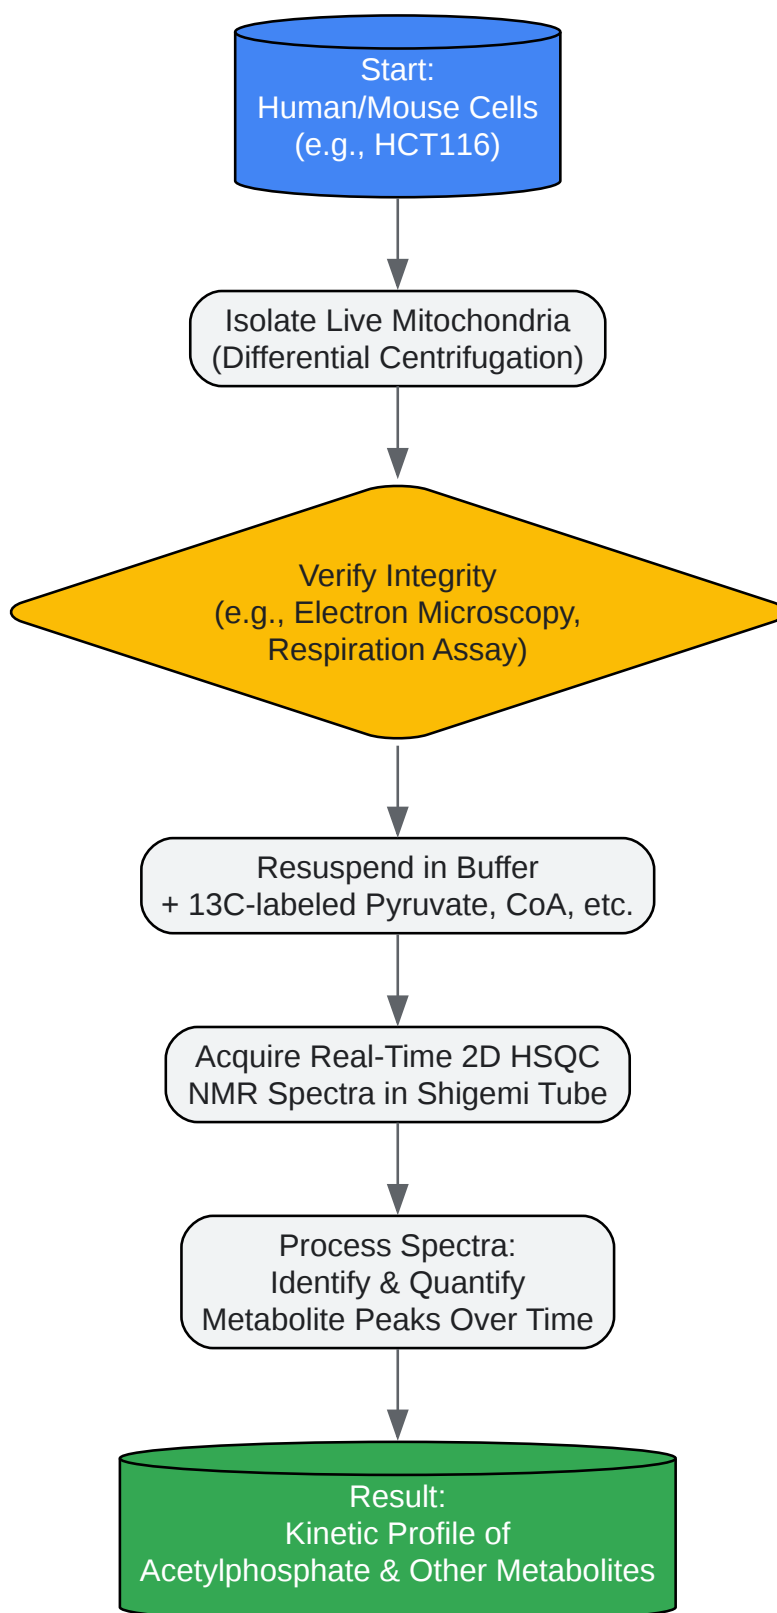 Start:
Human/Mouse Cells
(e.g., HCT116)
Isolate Live Mitochondria
(Differential Centrifugation)
Verify Integrity
(e.g., Electron Microscopy,
Respiration Assay)
Resuspend in Buffer
+ 13C-labeled Pyruvate, CoA, etc.
Acquire Real-Time 2D HSQC
NMR Spectra in Shigemi Tube
Process Spectra:
Identify & Quantify
Metabolite Peaks Over Time
Result:
Kinetic Profile of
Acetylphosphate & Other Metabolites